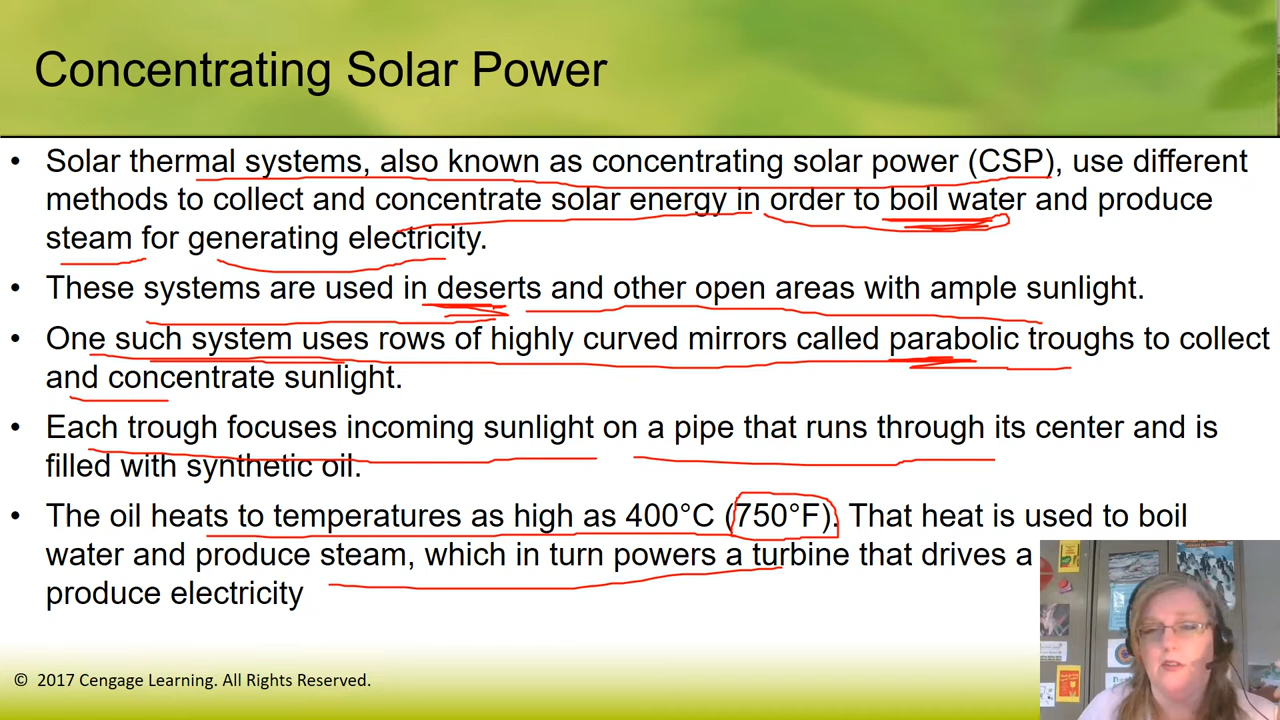 Concentrating Solar Power
• Solar thermal systems, also known as concentrating solar power (CSP), use different
methods to collect and concentrate solar energy in order to boil water and produce
steam for generating electricity.
• These systems are used in deserts and other open areas with ample sunlight.
• One such system uses rows of highly curved mirrors called parabolic troughs to collect
and concentrate sunlight.
• Each trough focuses incoming sunlight on a pipe that runs through its center and is
filled with synthetic oil.
• The oil heats to temperatures as high as 400°C (750°F). That heat is used to boil
water and produce steam, which in turn powers a turbine that drives a
produce electricity
© 2017 Cengage Learning. All Rights Reserved.